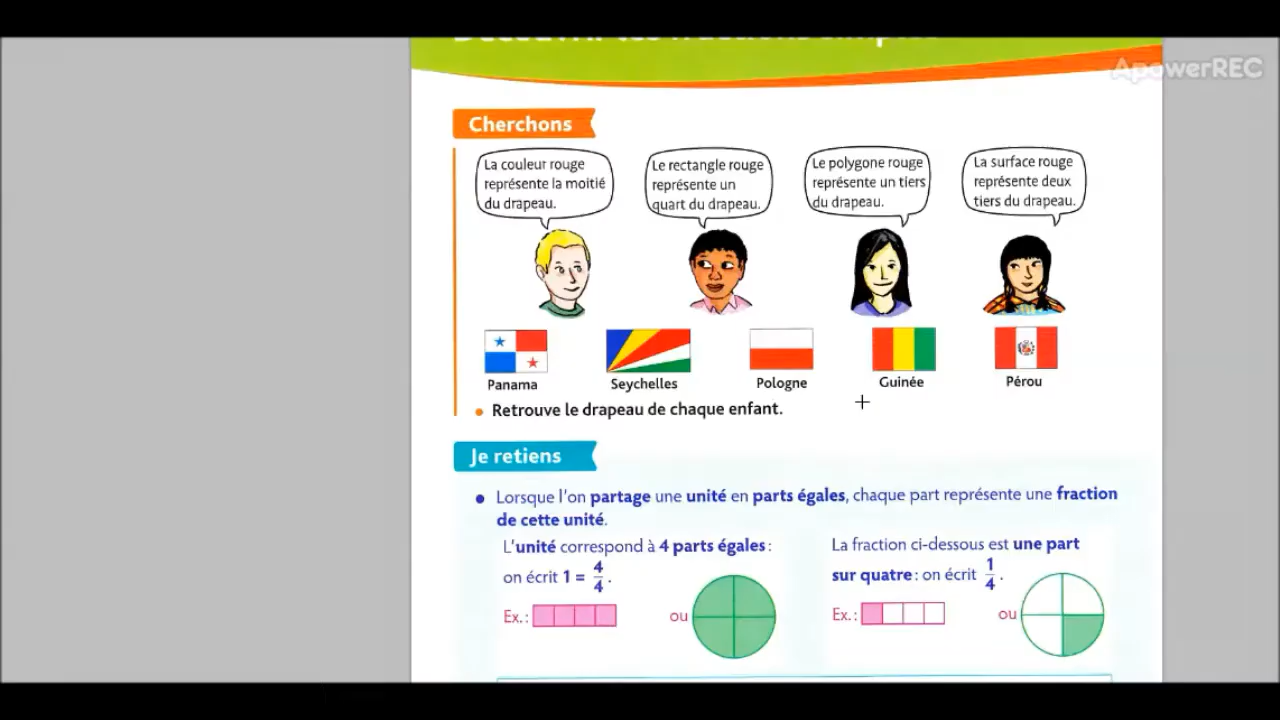 ApowerREC
Cherchons
La couleur rouge
représente la moitié
du drapeau.
Le rectangle rouge
représente un
quart du drapeau.
Le polygone rouge
représente un tiers
du drapeau.
La surface rouge
représente deux
tiers du drapeau.
Panama
Seychelles
Pologne
Guinée
Pérou
• Retrouve le drapeau de chaque enfant.
Je retiens
• Lorsque l'on partage une unité en parts égales, chaque part représente une fraction
de cette unité.
L'unité correspond à 4 parts égales :
on écrit 1 = 4/4.
Ex. :
ou
La fraction ci-dessous est une part
sur quatre : on écrit 1/4.
Ex. :
ou